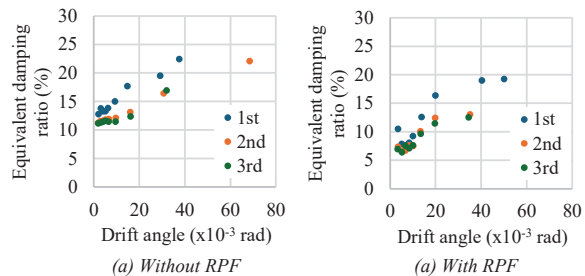 Equivalent damping
ratio (%)
30
25
20
15
10
5
0
1st
2nd
3rd
0 20 40 60 80
Drift angle (x10-3 rad)
(a) Without RPF
Equivalent damping
ratio (%)
30
25
20
15
10
5
0
1st
2nd
3rd
0 20 40 60 80
Drift angle (x10-3 rad)
(a) With RPF